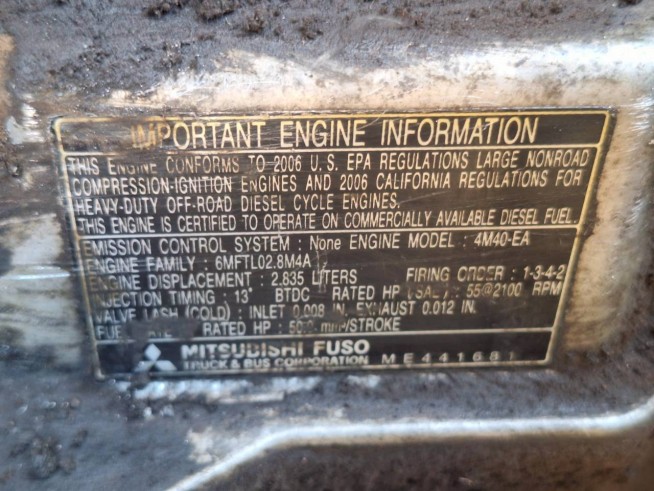 IMPORTANT ENGINE INFORMATION
THIS ENGINE CONFORMS TO 2006 U.S. EPA REGULATIONS LARGE NONROAD
COMPRESSION-IGNITION ENGINES AND 2006 CALIFORNIA REGULATIONS FOR
HEAVY-DUTY OFF-ROAD DIESEL CYCLE ENGINES.
THIS ENGINE IS CERTIFIED TO OPERATE ON COMMERCIALLY AVAILABLE DIESEL FUEL.
EMISSION CONTROL SYSTEM : None ENGINE MODEL : 4M40-EA
ENGINE FAMILY : 6MFTL02.8M4A
ENGINE DISPLACEMENT : 2.835 LITERS FIRING ORDER : 1-3-4-2
INJECTION TIMING : 13° BTDC RATED HP (SAE) : 55@2100 RPM
VALVE LASH (COLD) : INLET 0.008 IN. EXHAUST 0.012 IN.
FUEL RATED HP : /STROKE
MITSUBISHI FUSO
TRUCK & BUS CORPORATION ME441681